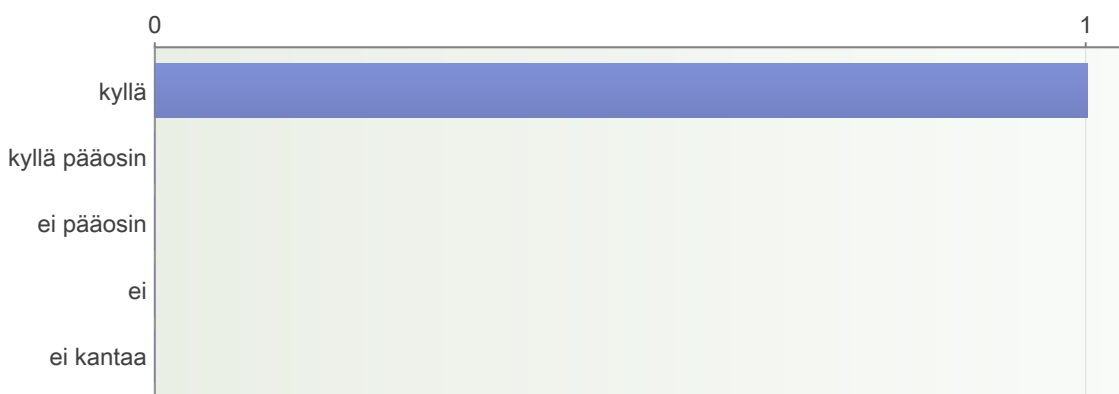 0 1
kyllä
kyllä pääosin
ei pääosin
ei
ei kantaa